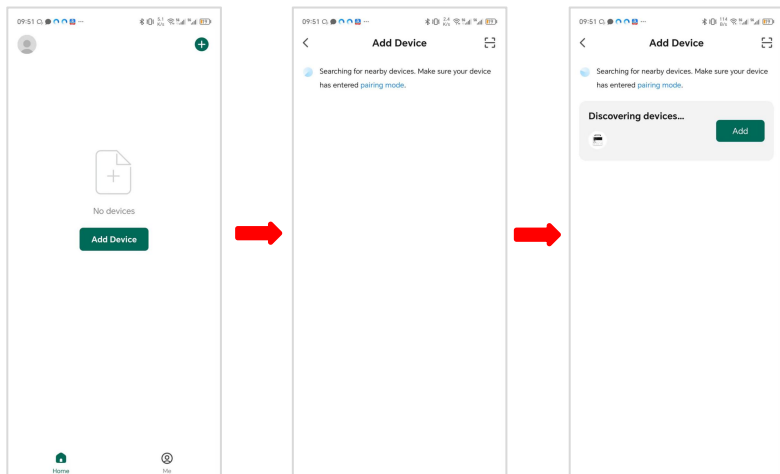 09:51
No devices
Add Device
Home
Me
09:51
Add Device
Searching for nearby devices. Make sure your device
has entered pairing mode.
09:51
Add Device
Searching for nearby devices. Make sure your device
has entered pairing mode.
Discovering devices...
Add